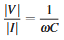 |V| / |I| = 1 / ωC